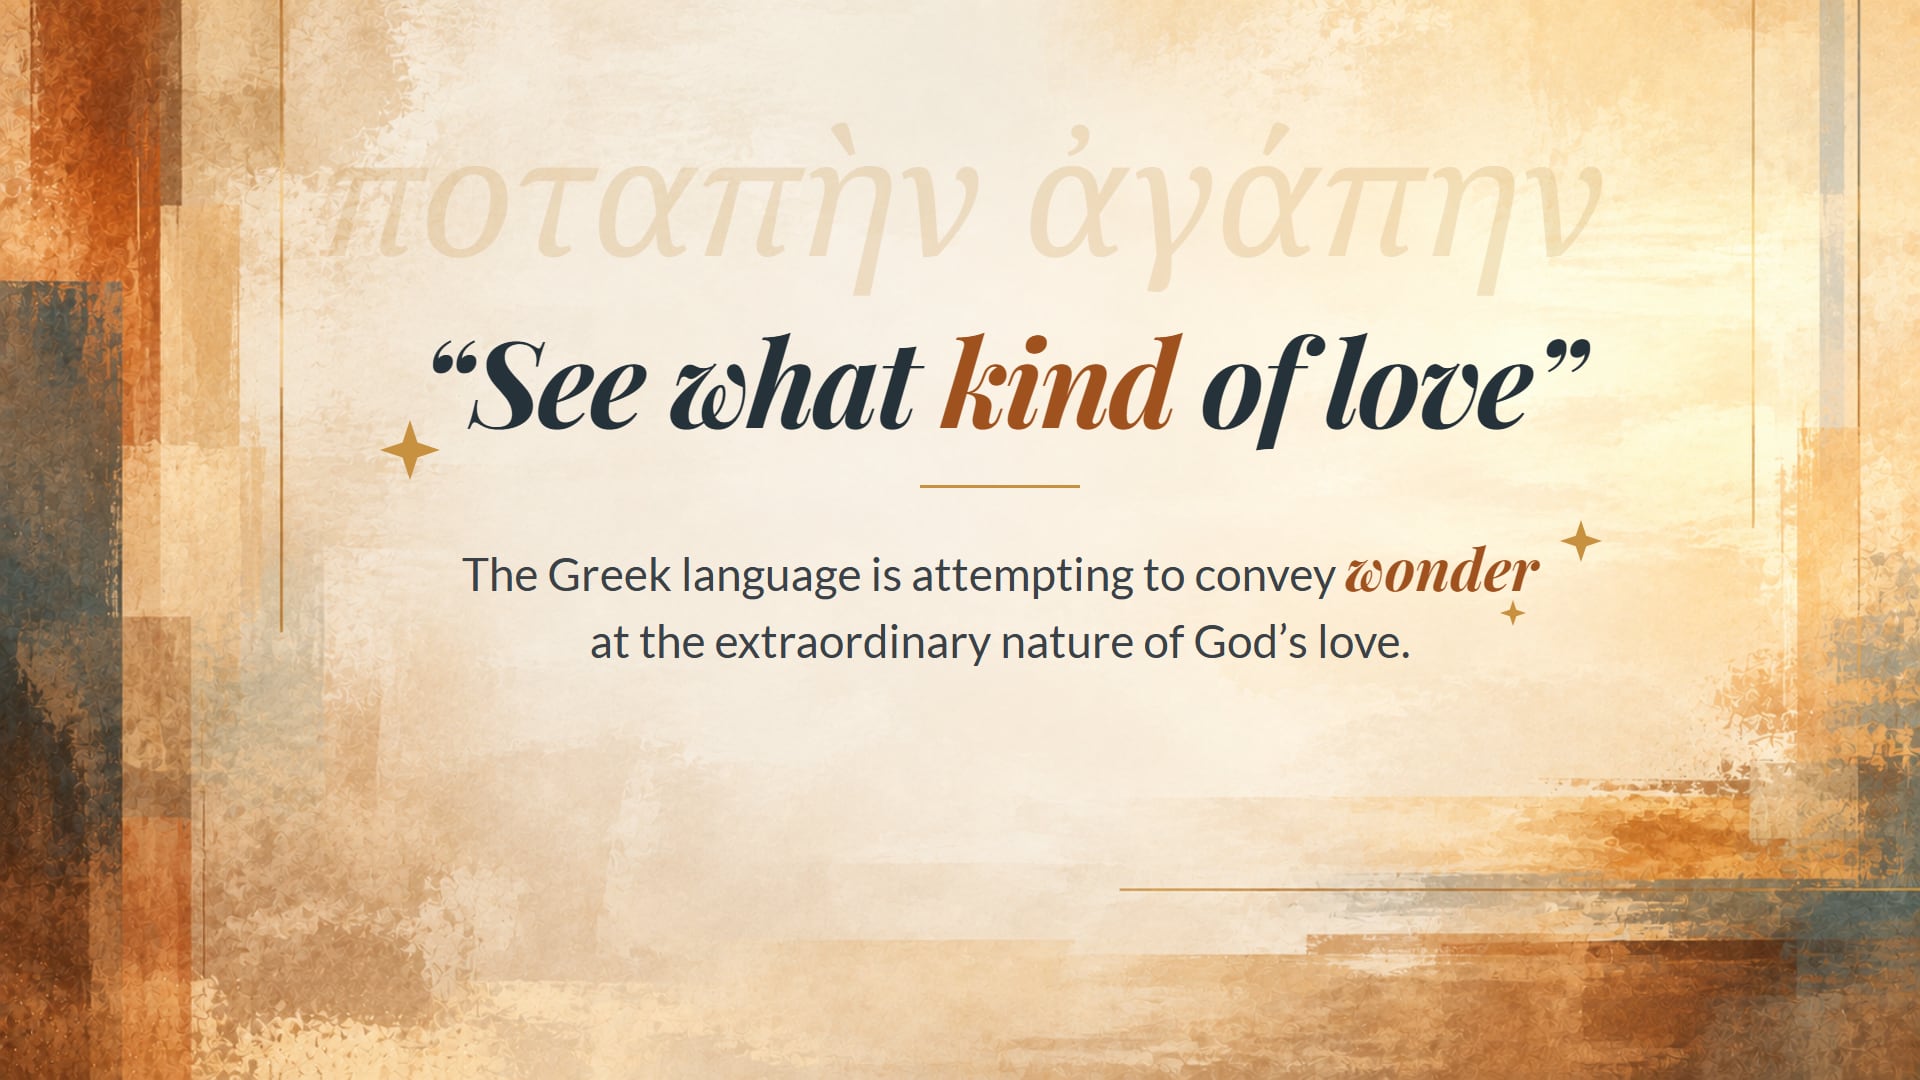 ποταπὴν ἀγάπην
“See what kind of love”
The Greek language is attempting to convey wonder
at the extraordinary nature of God’s love.